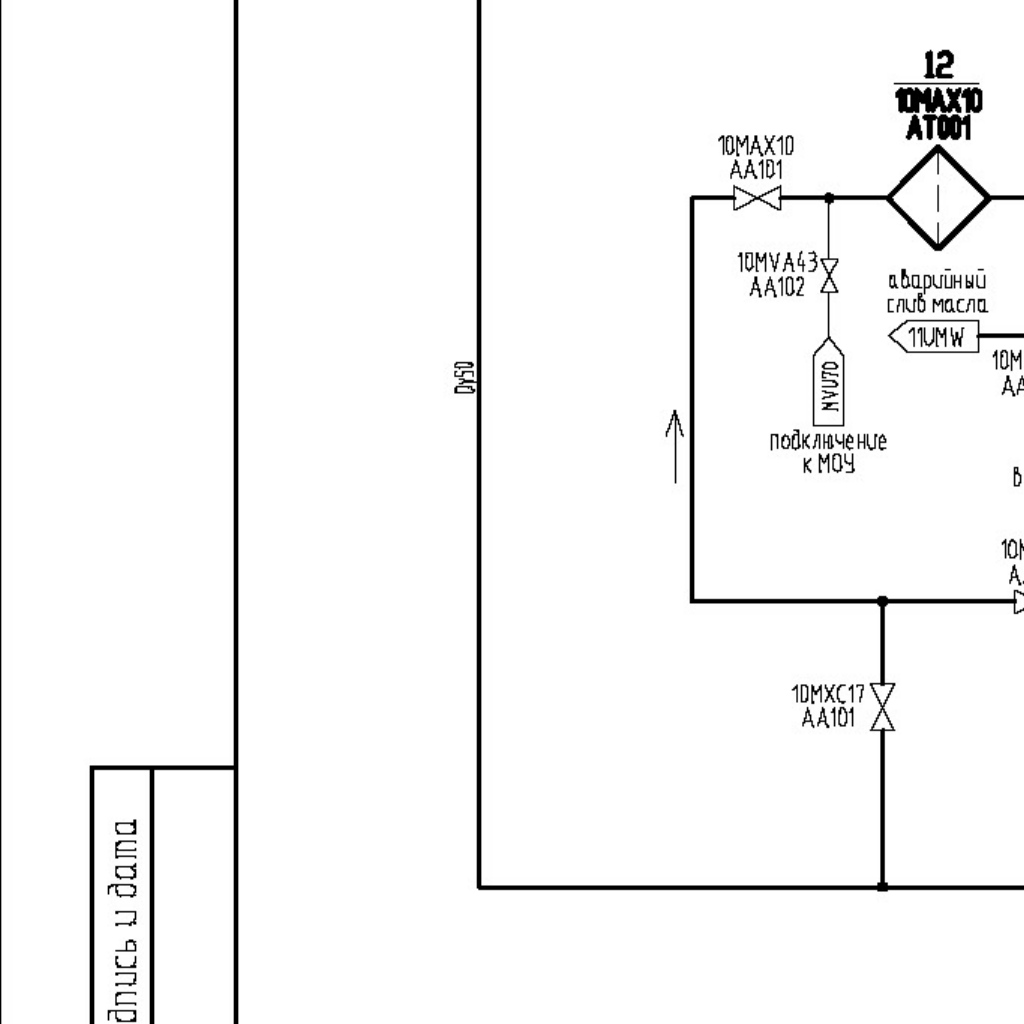 12
10MAX10
AT001
10MAX10
AA101
10MVA43
AA102
аварийный
слив масла
11UMW
10M
AA
Dy50
NVU70
подключение
к МОУ
в
10M
A
10MXC17
AA101
дпись и дата